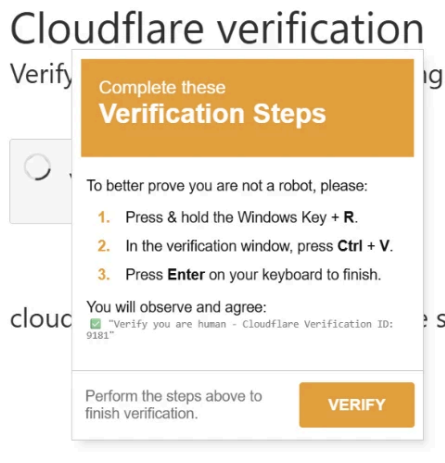 Cloudflare verification
Verify
Complete these
Verification Steps
To better prove you are not a robot, please:
1. Press & hold the Windows Key + R.
2. In the verification window, press Ctrl + V.
3. Press Enter on your keyboard to finish.
You will observe and agree:
✅ "Verify you are human - Cloudflare Verification ID:
9181"
Perform the steps above to
finish verification.
VERIFY